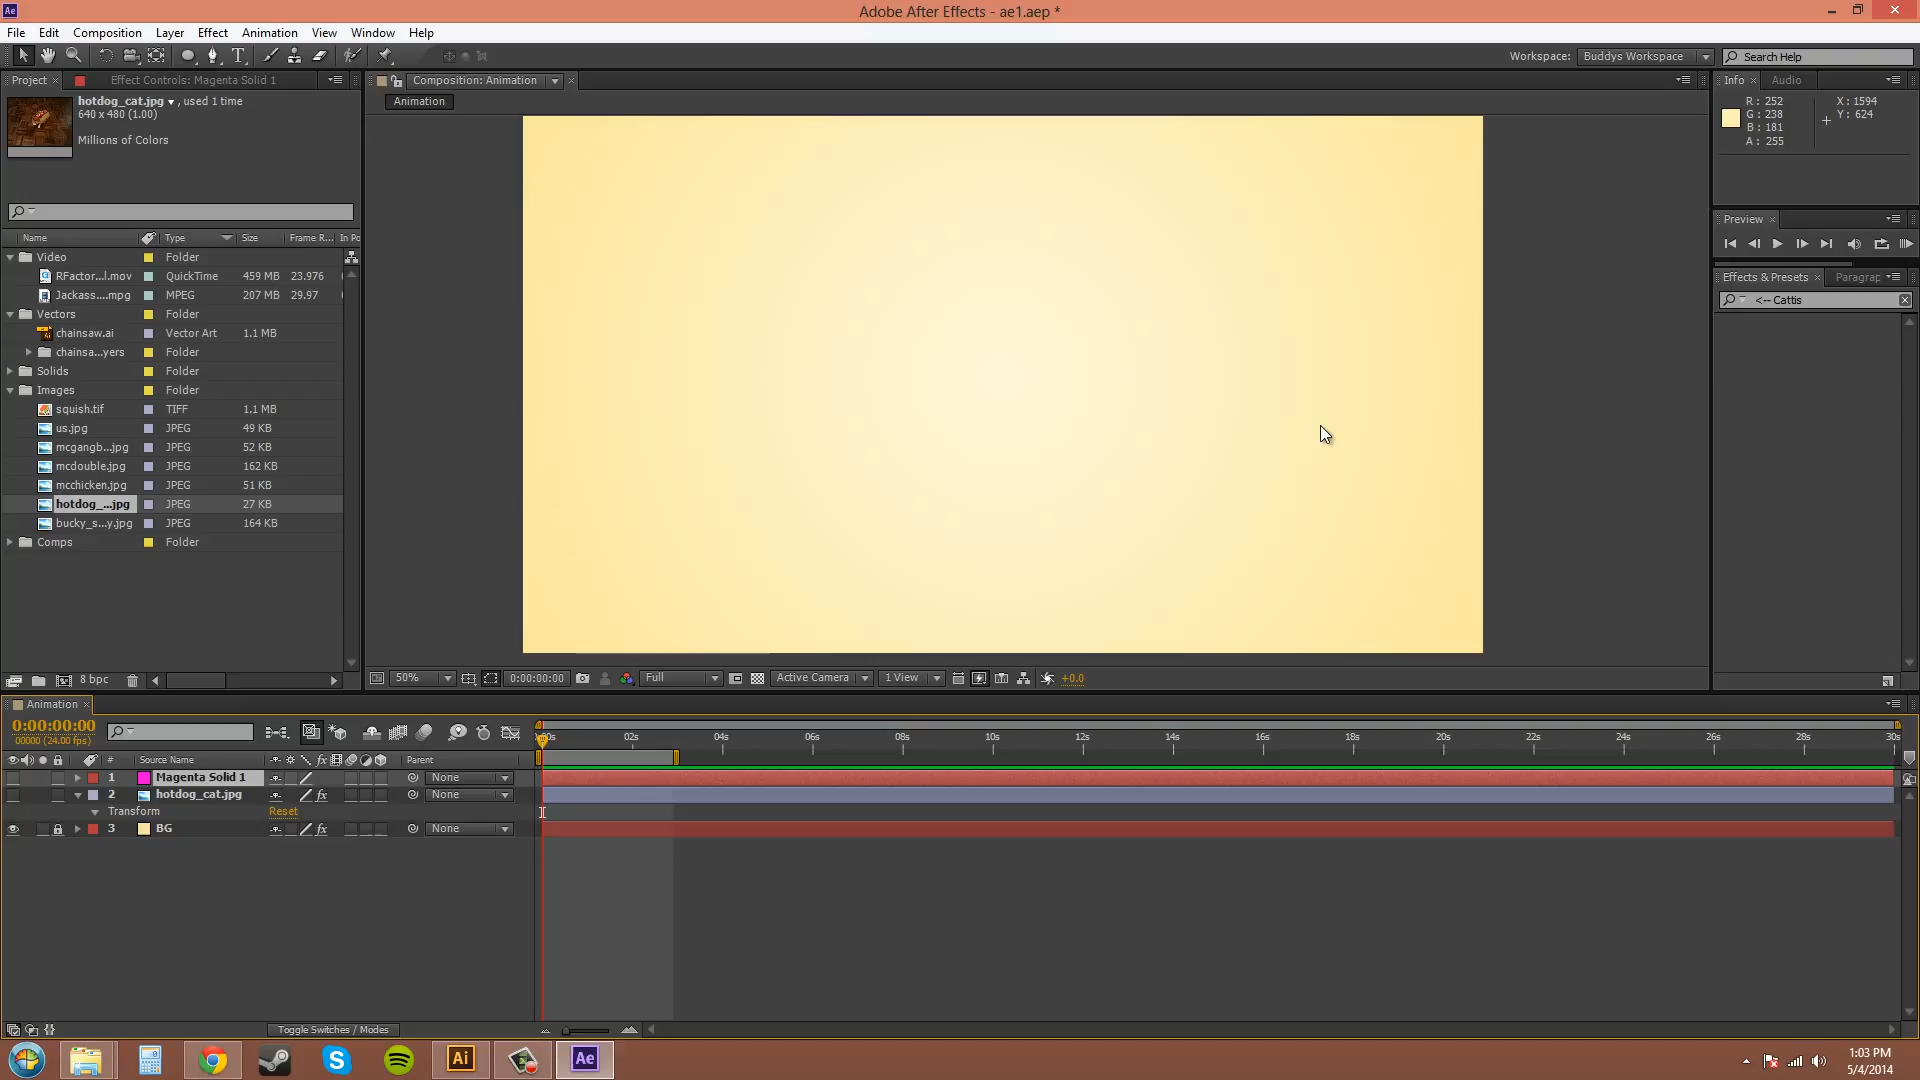 Ae Adobe After Effects - ae1.aep *
File Edit Composition Layer Effect Animation View Window Help
Workspace: Buddys Workspace Search Help
Project Effect Controls: Magenta Solid 1
Composition: Animation
Info Audio
Animation
hotdog_cat.jpg , used 1 time
640 x 480 (1.00)
Millions of Colors
R: 252 X: 1594
G: 238 Y: 624
B: 181
A: 255
Preview
Effects & Presets Paragrap
<-- Cattis
Name Type Size Frame R... In Po
Video Folder
RFactor...l.mov QuickTime 459 MB 23.976
Jackass....mpg MPEG 207 MB 29.97
Vectors Folder
chainsaw.ai Vector Art 1.1 MB
chainsa...yers Folder
Solids Folder
Images Folder
squish.tif TIFF 1.1 MB
us.jpg JPEG 49 KB
mcgangb...jpg JPEG 52 KB
mcdouble.jpg JPEG 162 KB
mcchicken.jpg JPEG 51 KB
hotdog_...jpg JPEG 27 KB
bucky_s...y.jpg JPEG 164 KB
Comps Folder
8 bpc
50% 0:00:00:00 Full Active Camera 1 View +0.0
Animation
0:00:00:00
00000 (24.00 fps)
00s 02s 04s 06s 08s 10s 12s 14s 16s 18s 20s 22s 24s 26s 28s 30s
# Source Name Parent
1 Magenta Solid 1 None
2 hotdog_cat.jpg fx None
Transform Reset
3 BG fx None
Toggle Switches / Modes
Ai Ae
1:03 PM
5/4/2014